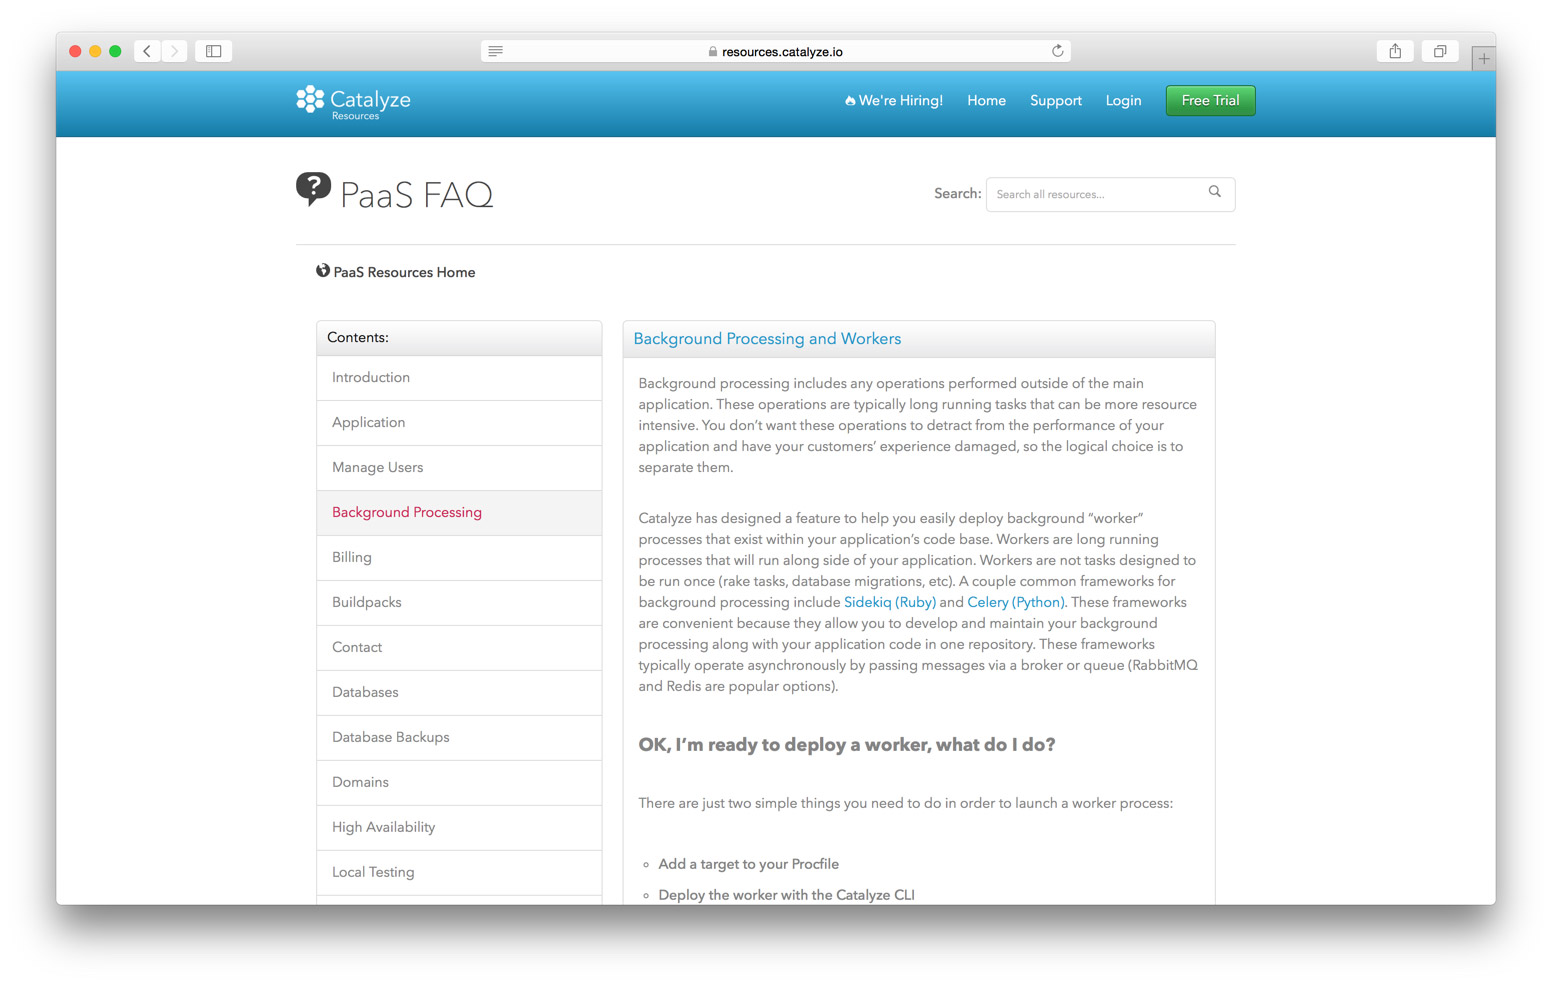 resources.catalyze.io
Catalyze
Resources
We're Hiring!
Home
Support
Login
Free Trial
? PaaS FAQ
Search:
Search all resources...
PaaS Resources Home
Contents:
Introduction
Application
Manage Users
Background Processing
Billing
Buildpacks
Contact
Databases
Database Backups
Domains
High Availability
Local Testing
Background Processing and Workers
Background processing includes any operations performed outside of the main
application. These operations are typically long running tasks that can be more resource
intensive. You don’t want these operations to detract from the performance of your
application and have your customers’ experience damaged, so the logical choice is to
separate them.
Catalyze has designed a feature to help you easily deploy background “worker”
processes that exist within your application’s code base. Workers are long running
processes that will run along side of your application. Workers are not tasks designed to
be run once (rake tasks, database migrations, etc). A couple common frameworks for
background processing include Sidekiq (Ruby) and Celery (Python). These frameworks
are convenient because they allow you to develop and maintain your background
processing along with your application code in one repository. These frameworks
typically operate asynchronously by passing messages via a broker or queue (RabbitMQ
and Redis are popular options).
OK, I’m ready to deploy a worker, what do I do?
There are just two simple things you need to do in order to launch a worker process:
Add a target to your Procfile
Deploy the worker with the Catalyze CLI